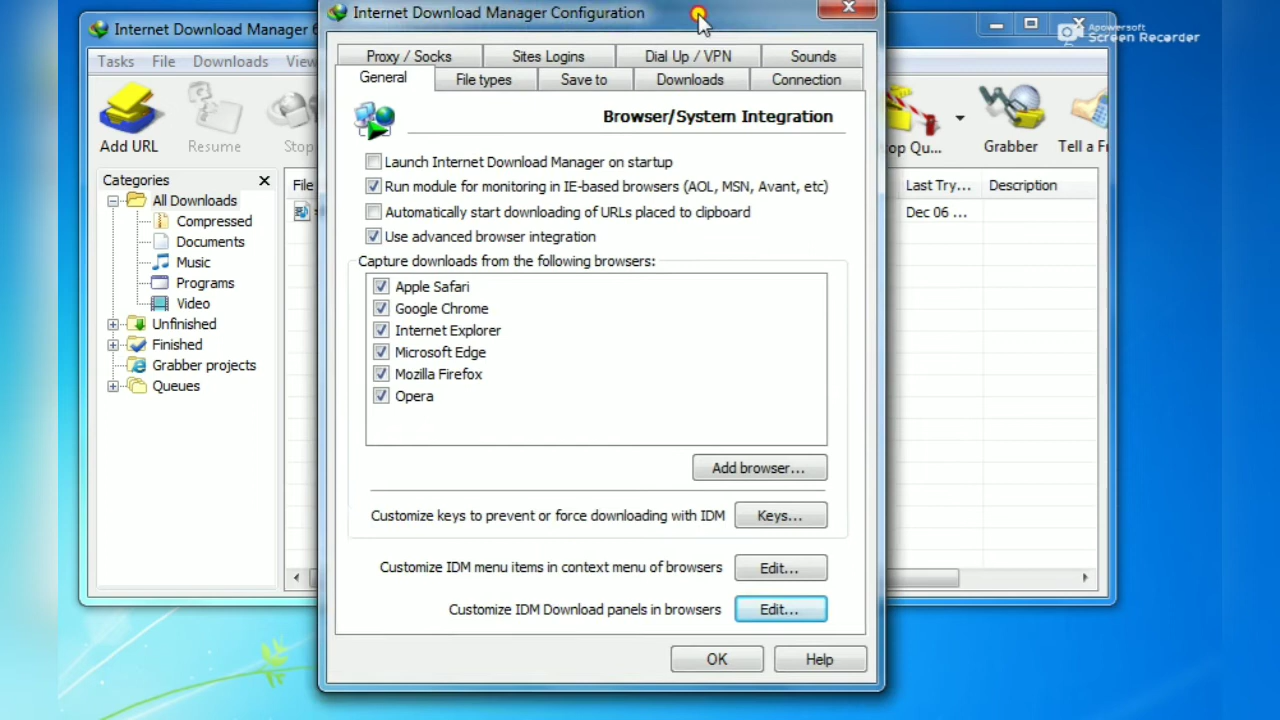 Internet Download Manager 6
Internet Download Manager Configuration
Apowersoft
Screen Recorder
Tasks File Downloads View
Proxy / Socks Sites Logins Dial Up / VPN Sounds
General File types Save to Downloads Connection
Browser/System Integration
Add URL Resume Stop
op Qu... Grabber Tell a Fr
Launch Internet Download Manager on startup
Run module for monitoring in IE-based browsers (AOL, MSN, Avant, etc)
Automatically start downloading of URLs placed to clipboard
Use advanced browser integration
Capture downloads from the following browsers:
Apple Safari
Google Chrome
Internet Explorer
Microsoft Edge
Mozilla Firefox
Opera
Add browser...
Customize keys to prevent or force downloading with IDM Keys...
Customize IDM menu items in context menu of browsers Edit...
Customize IDM Download panels in browsers Edit...
OK Help
Categories
All Downloads
Compressed
Documents
Music
Programs
Video
Unfinished
Finished
Grabber projects
Queues
File
Last Try... Description
Dec 06 ...